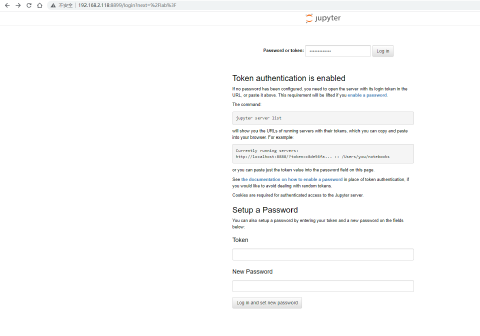 不安全 | 192.168.2.118:8889/login?next=%2Flab%3F
jupyter
Password or token:
Log in
Token authentication is enabled
If no password has been configured, you need to open the server with its login token in the
URL, or paste it above. This requirement will be lifted if you enable a password.
The command:
jupyter server list
will show you the URLs of running servers with their tokens, which you can copy and paste
into your browser. For example:
Currently running servers:
:: /Users/you/notebooks
or you can paste just the token value into the password field on this page.
See the documentation on how to enable a password in place of token authentication, if
you would like to avoid dealing with random tokens.
Cookies are required for authenticated access to the Jupyter server.
Setup a Password
You can also setup a password by entering your token and a new password on the fields
below:
Token
New Password
Log in and set new password